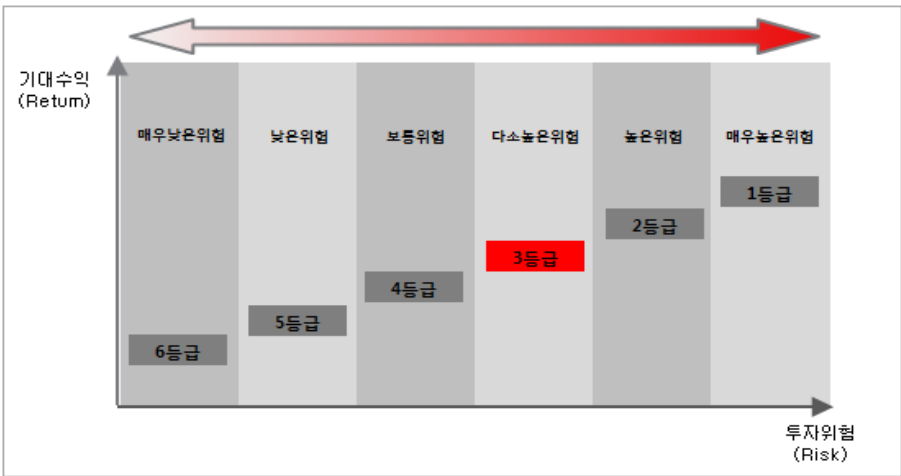 기대수익
(Return)
매우낮은위험 낮은위험 보통위험 다소높은위험 높은위험 매우높은위험
1등급
2등급
3등급
4등급
5등급
6등급
투자위험
(Risk)